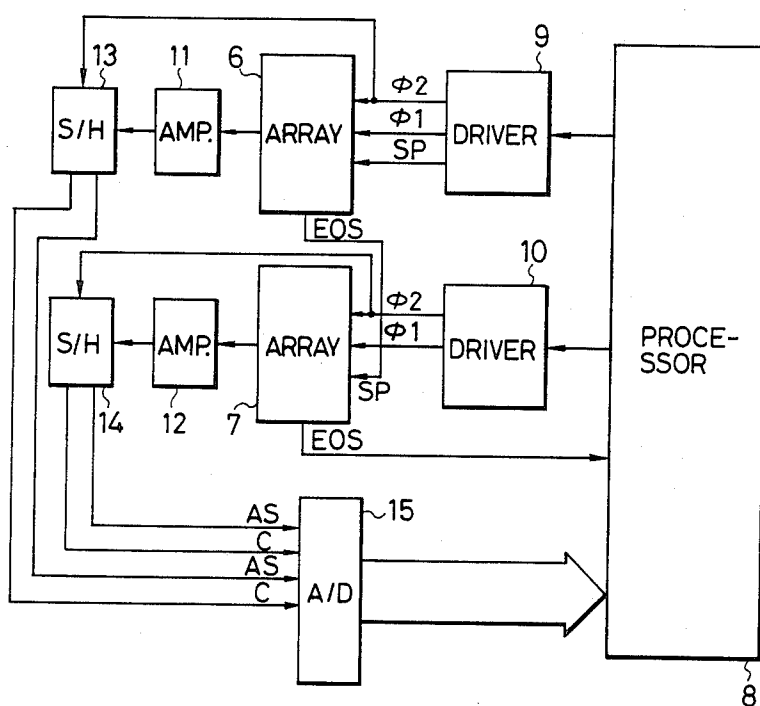 13
11
6
9
S/H
AMP.
ARRAY
Φ2
Φ1
SP
DRIVER
EOS
10
S/H
AMP.
ARRAY
Φ2
Φ1
SP
DRIVER
PROCE-
SSOR
14
12
7
EOS
15
AS
C
AS
C
A/D
8